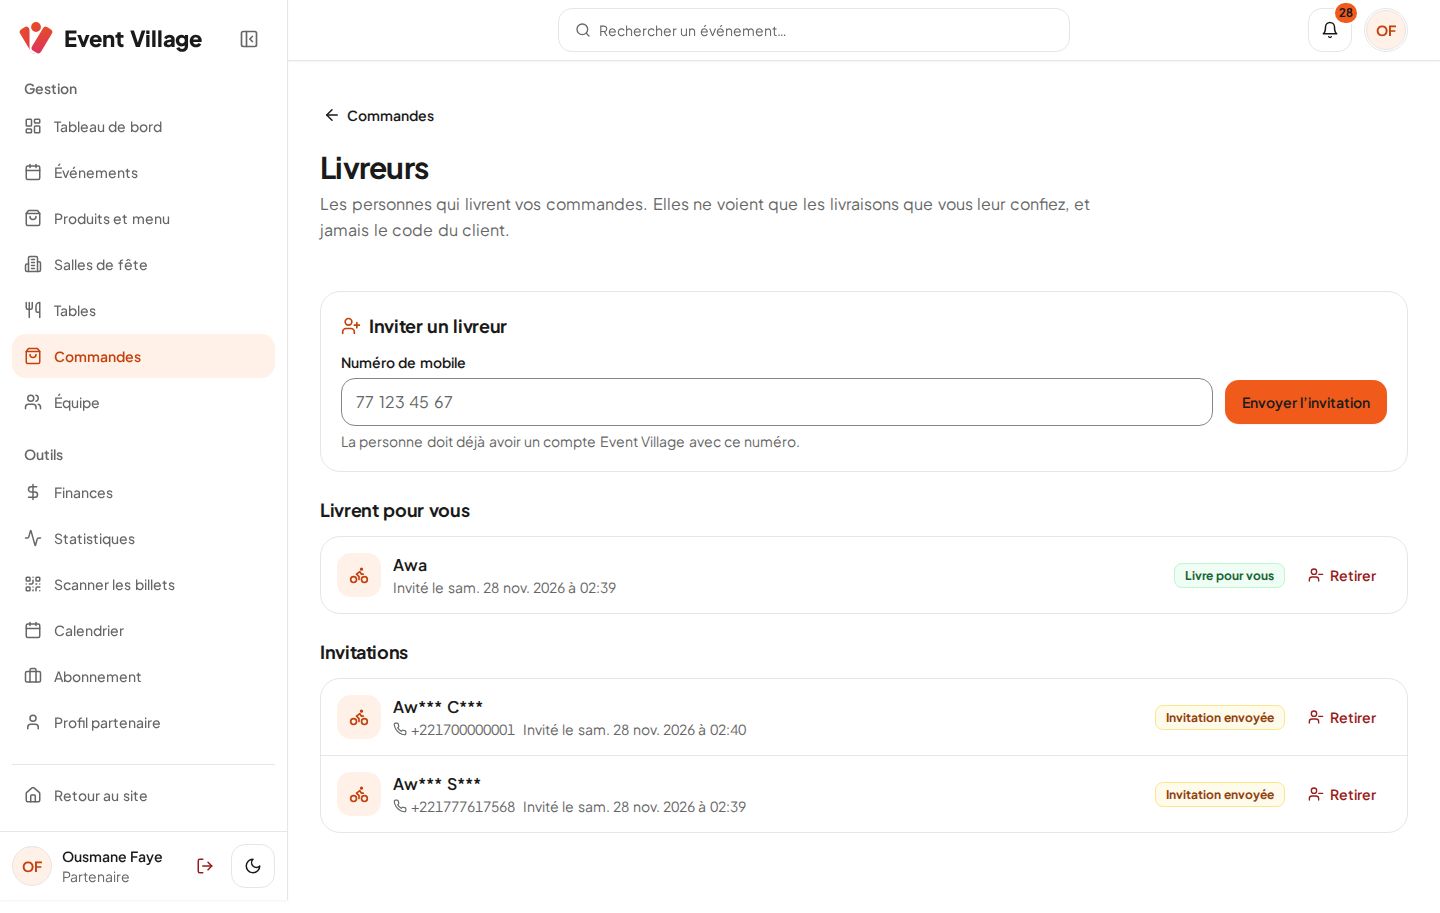 Event Village
Rechercher un événement…
28
OF
Gestion
Tableau de bord
Événements
Produits et menu
Salles de fête
Tables
Commandes
Équipe
Outils
Finances
Statistiques
Scanner les billets
Calendrier
Abonnement
Profil partenaire
Retour au site
OF
Ousmane Faye
Partenaire
Commandes
Livreurs
Les personnes qui livrent vos commandes. Elles ne voient que les livraisons que vous leur confiez, et
jamais le code du client.
Inviter un livreur
Numéro de mobile
77 123 45 67
Envoyer l'invitation
La personne doit déjà avoir un compte Event Village avec ce numéro.
Livrent pour vous
Awa
Invité le sam. 28 nov. 2026 à 02:39
Livre pour vous
Retirer
Invitations
Aw*** C***
+221700000001 Invité le sam. 28 nov. 2026 à 02:40
Invitation envoyée
Retirer
Aw*** S***
+221777617568 Invité le sam. 28 nov. 2026 à 02:39
Invitation envoyée
Retirer